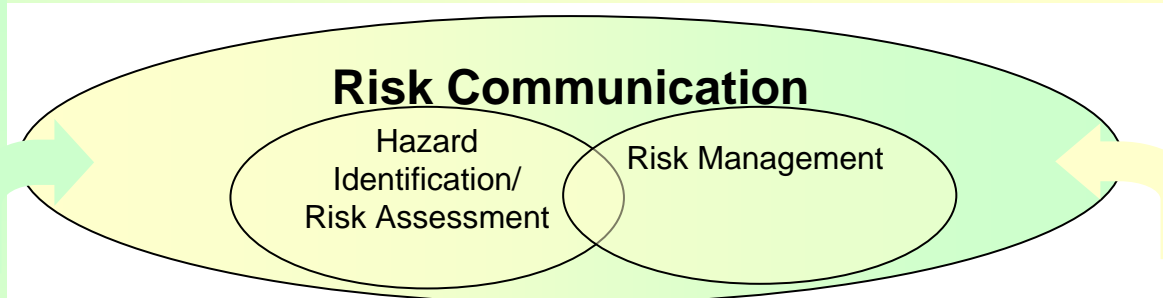 Risk Communication
Hazard
Identification/
Risk Assessment
Risk Management